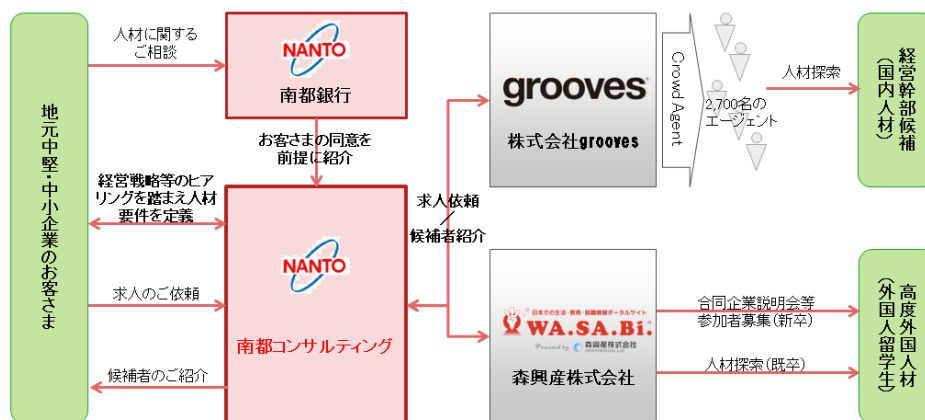 地元中堅・中小企業のお客さま
人材に関する
ご相談
NANTO
南都銀行
お客さまの同意を
前提に紹介
経営戦略等のヒア
リングを踏まえ人材
要件を定義
求人のご依頼
候補者のご紹介
NANTO
南都コンサルティング
求人依頼
／
候補者紹介
grooves
株式会社grooves
Crowd Agent
2,700名の
エージェント
人材探索
経営幹部候補
（国内人材）
日本での生活・教育・就職情報ポータルサイト
WA.SA.Bi.
Powered by 森興産株式会社
森興産株式会社
合同企業説明会等
参加者募集（新卒）
人材探索（既卒）
高度外国人材
（外国人留学生）